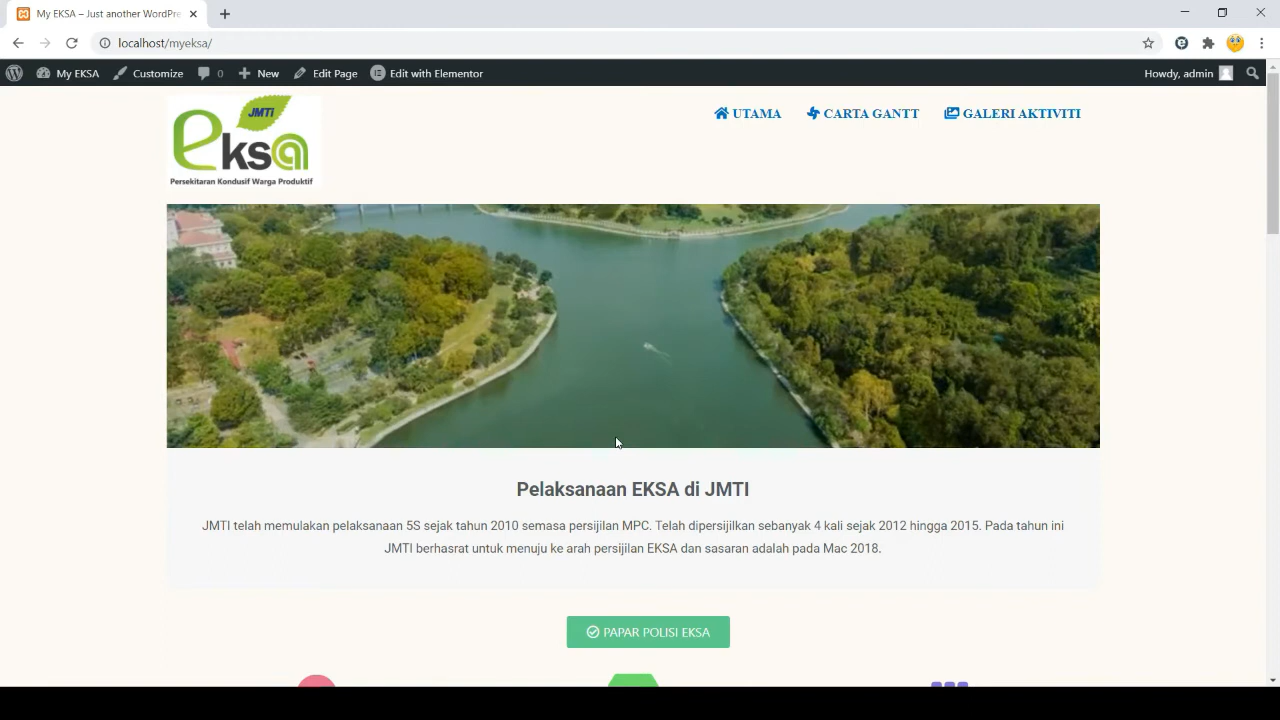 My EKSA – Just another WordPre
localhost/myeksa/
My EKSA Customize 0 New Edit Page Edit with Elementor Howdy, admin
JMTi
eksa
Persekitaran Kondusif Warga Produktif
UTAMA CARTA GANTT GALERI AKTIVITI
Pelaksanaan EKSA di JMTI
JMTI telah memulakan pelaksanaan 5S sejak tahun 2010 semasa persijilan MPC. Telah dipersijilkan sebanyak 4 kali sejak 2012 hingga 2015. Pada tahun ini
JMTI berhasrat untuk menuju ke arah persijilan EKSA dan sasaran adalah pada Mac 2018.
PAPAR POLISI EKSA